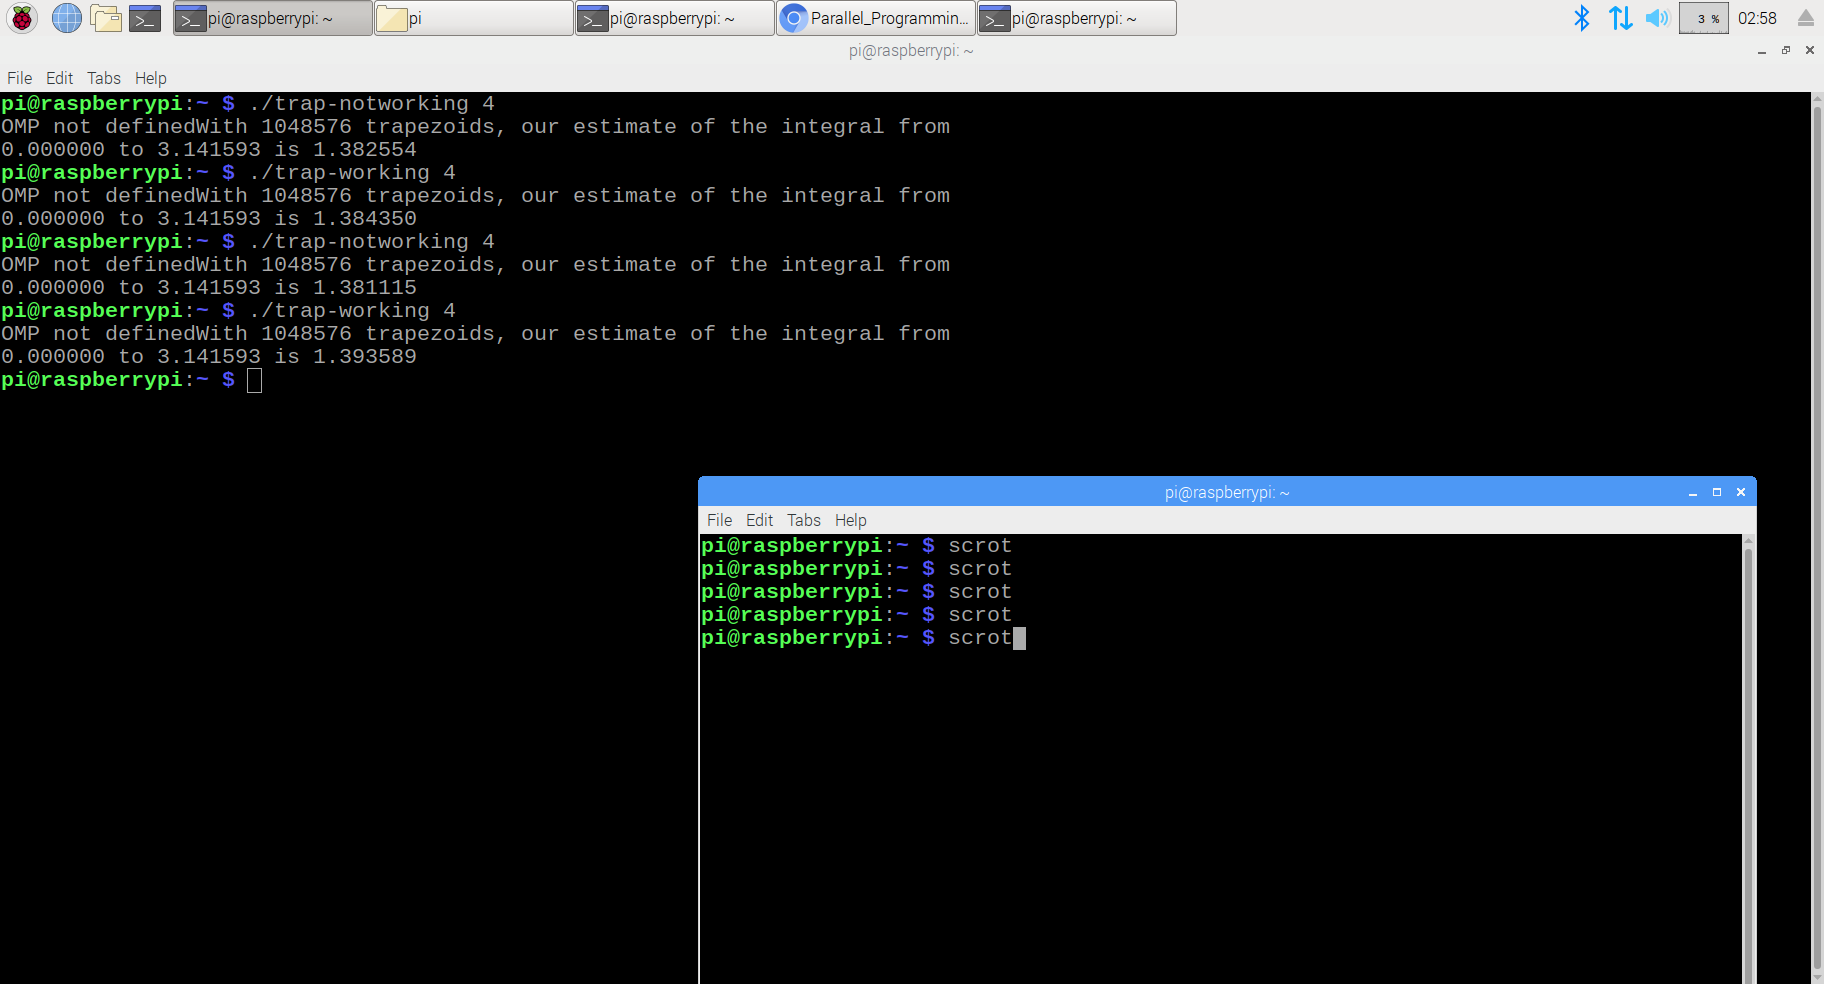 pi@raspberrypi: ~
pi
pi@raspberrypi: ~
Parallel_Programmin...
pi@raspberrypi: ~
3 %
02:58
pi@raspberrypi: ~
File Edit Tabs Help
pi@raspberrypi:~ $ ./trap-notworking 4
OMP not definedWith 1048576 trapezoids, our estimate of the integral from
0.000000 to 3.141593 is 1.382554
pi@raspberrypi:~ $ ./trap-working 4
OMP not definedWith 1048576 trapezoids, our estimate of the integral from
0.000000 to 3.141593 is 1.384350
pi@raspberrypi:~ $ ./trap-notworking 4
OMP not definedWith 1048576 trapezoids, our estimate of the integral from
0.000000 to 3.141593 is 1.381115
pi@raspberrypi:~ $ ./trap-working 4
OMP not definedWith 1048576 trapezoids, our estimate of the integral from
0.000000 to 3.141593 is 1.393589
pi@raspberrypi:~ $
pi@raspberrypi: ~
File Edit Tabs Help
pi@raspberrypi:~ $ scrot
pi@raspberrypi:~ $ scrot
pi@raspberrypi:~ $ scrot
pi@raspberrypi:~ $ scrot
pi@raspberrypi:~ $ scrot